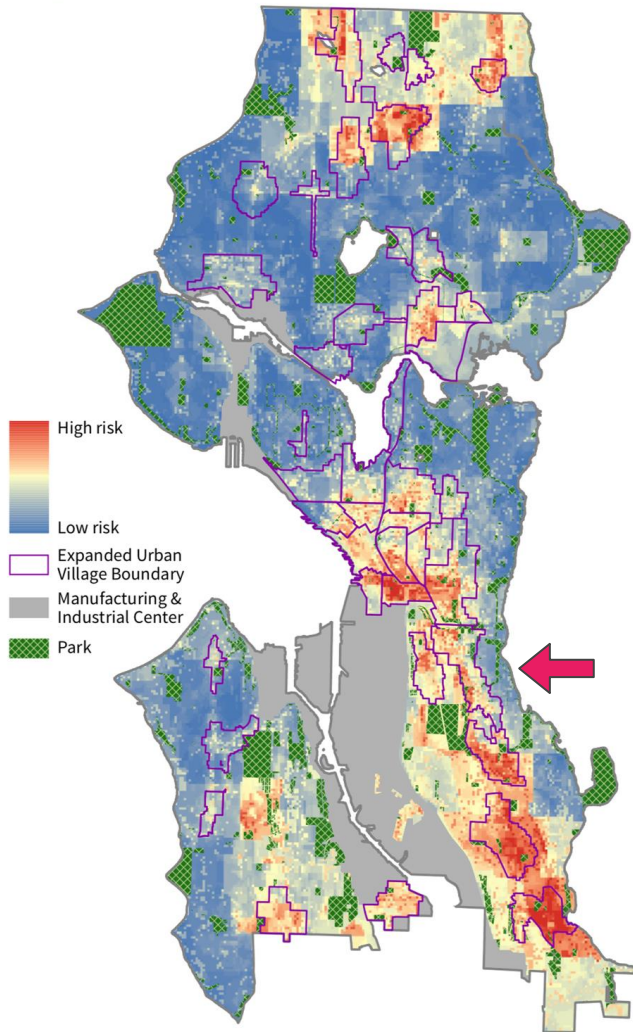 High risk
Low risk
Expanded Urban
Village Boundary
Manufacturing &
Industrial Center
Park